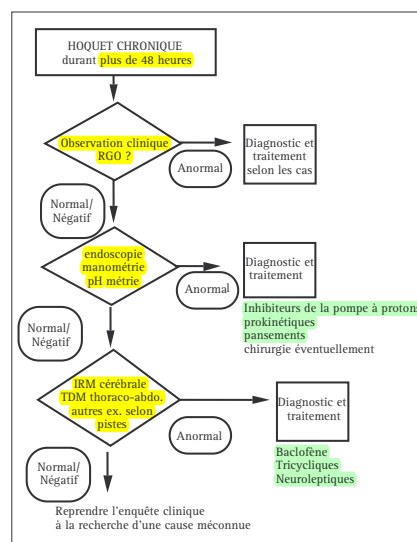 HOQUET CHRONIQUE
durant plus de 48 heures
Observation clinique
RGO ?
Anormal
Diagnostic et
traitement
selon les cas
Normal/
Négatif
endoscopie
manométrie
pH métrie
Anormal
Diagnostic et
traitement
Inhibiteurs de la pompe à protons
prokinétiques
pansements
chirurgie éventuellement
Normal/
Négatif
IRM cérébrale
TDM thoraco-abdo.
autres ex. selon
pistes
Anormal
Diagnostic et
traitement
Baclofène
Tricycliques
Neuroleptiques
Normal/
Négatif
Reprendre l'enquête clinique
à la recherche d'une cause méconnue